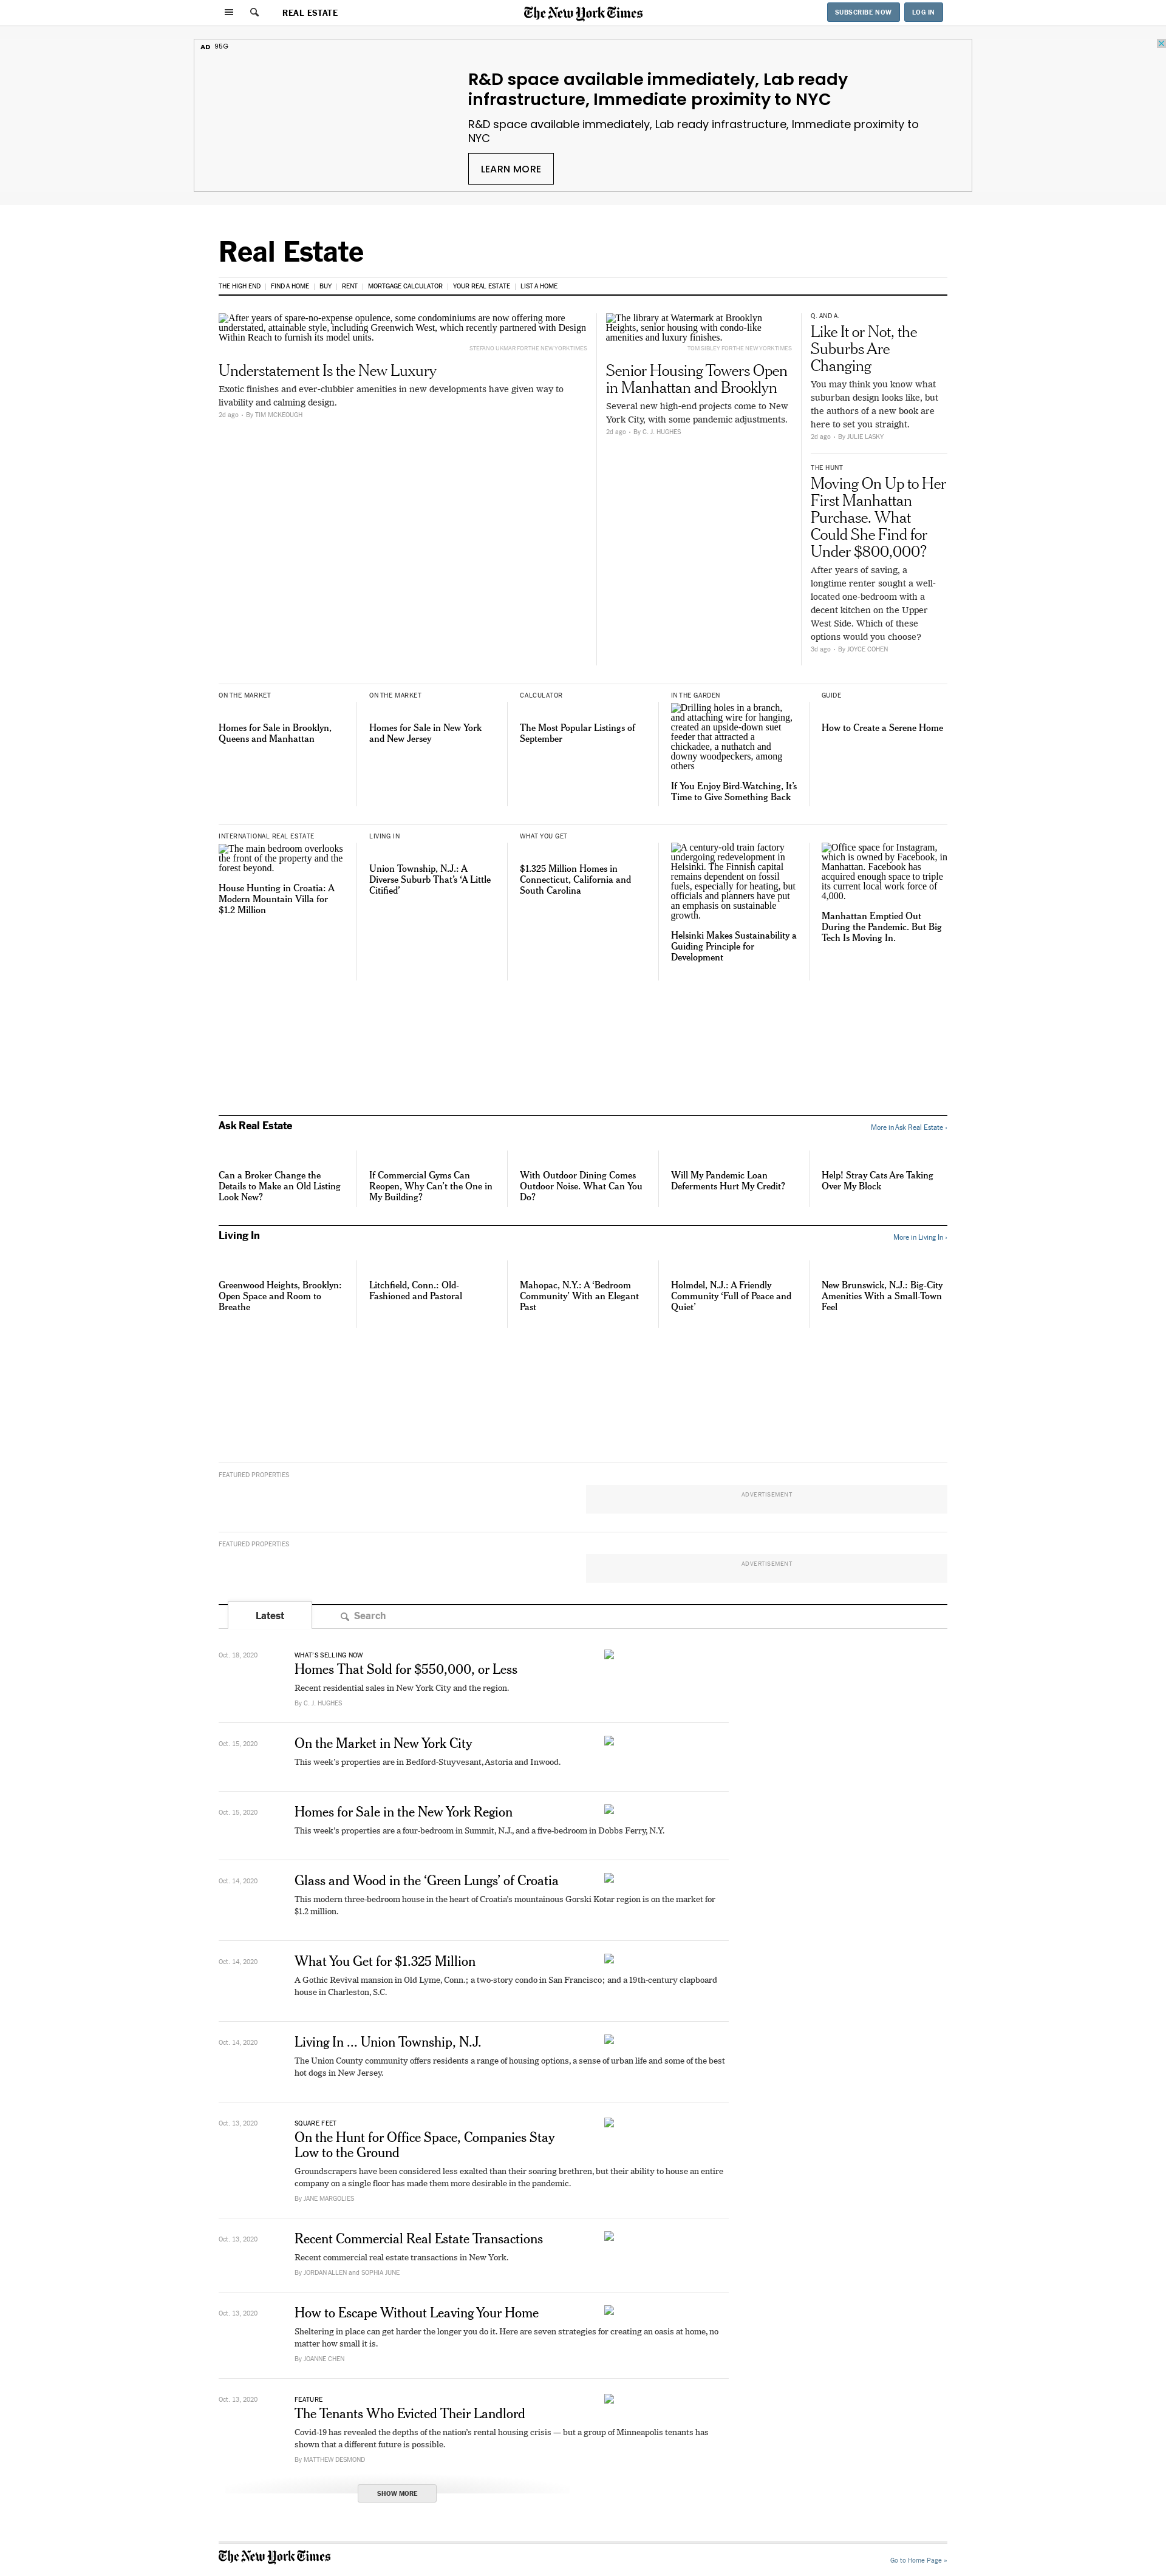 REAL ESTATE
The New York Times
SUBSCRIBE NOW
LOG IN
AD 95G
R&D space available immediately, Lab ready
infrastructure, Immediate proximity to NYC
R&D space available immediately, Lab ready infrastructure, Immediate proximity to
NYC
LEARN MORE
Real Estate
THE HIGH END | FIND A HOME | BUY | RENT | MORTGAGE CALCULATOR | YOUR REAL ESTATE | LIST A HOME
After years of spare-no-expense opulence, some condominiums are now offering more
understated, attainable style, including Greenwich West, which recently partnered with Design
Within Reach to furnish its model units.
STEFANO UKMAR FOR THE NEW YORK TIMES
Understatement Is the New Luxury
Exotic finishes and ever-clubbier amenities in new developments have given way to
livability and calming design.
2d ago · By TIM MCKEOUGH
The library at Watermark at Brooklyn
Heights, senior housing with condo-like
amenities and luxury finishes.
TOM SIBLEY FOR THE NEW YORK TIMES
Senior Housing Towers Open
in Manhattan and Brooklyn
Several new high-end projects come to New
York City, with some pandemic adjustments.
2d ago · By C. J. HUGHES
Q. AND A.
Like It or Not, the
Suburbs Are
Changing
You may think you know what
suburban design looks like, but
the authors of a new book are
here to set you straight.
2d ago · By JULIE LASKY
THE HUNT
Moving On Up to Her
First Manhattan
Purchase. What
Could She Find for
Under $800,000?
After years of saving, a
longtime renter sought a well-
located one-bedroom with a
decent kitchen on the Upper
West Side. Which of these
options would you choose?
3d ago · By JOYCE COHEN
ON THE MARKET
Homes for Sale in Brooklyn,
Queens and Manhattan
ON THE MARKET
Homes for Sale in New York
and New Jersey
CALCULATOR
The Most Popular Listings of
September
IN THE GARDEN
Drilling holes in a branch,
and attaching wire for hanging,
created an upside-down suet
feeder that attracted a
chickadee, a nuthatch and
downy woodpeckers, among
others
If You Enjoy Bird-Watching, It’s
Time to Give Something Back
GUIDE
How to Create a Serene Home
INTERNATIONAL REAL ESTATE
The main bedroom overlooks
the front of the property and the
forest beyond.
House Hunting in Croatia: A
Modern Mountain Villa for
$1.2 Million
LIVING IN
Union Township, N.J.: A
Diverse Suburb That’s ‘A Little
Citified’
WHAT YOU GET
$1.325 Million Homes in
Connecticut, California and
South Carolina
A century-old train factory
undergoing redevelopment in
Helsinki. The Finnish capital
remains dependent on fossil
fuels, especially for heating, but
officials and planners have put
an emphasis on sustainable
growth.
Helsinki Makes Sustainability a
Guiding Principle for
Development
Office space for Instagram,
which is owned by Facebook, in
Manhattan. Facebook has
acquired enough space to triple
its current local work force of
4,000.
Manhattan Emptied Out
During the Pandemic. But Big
Tech Is Moving In.
Ask Real Estate
More in Ask Real Estate ›
Can a Broker Change the
Details to Make an Old Listing
Look New?
If Commercial Gyms Can
Reopen, Why Can’t the One in
My Building?
With Outdoor Dining Comes
Outdoor Noise. What Can You
Do?
Will My Pandemic Loan
Deferments Hurt My Credit?
Help! Stray Cats Are Taking
Over My Block
Living In
More in Living In ›
Greenwood Heights, Brooklyn:
Open Space and Room to
Breathe
Litchfield, Conn.: Old-
Fashioned and Pastoral
Mahopac, N.Y.: A ‘Bedroom
Community’ With an Elegant
Past
Holmdel, N.J.: A Friendly
Community ‘Full of Peace and
Quiet’
New Brunswick, N.J.: Big-City
Amenities With a Small-Town
Feel
FEATURED PROPERTIES
ADVERTISEMENT
FEATURED PROPERTIES
ADVERTISEMENT
Latest
Search
Oct. 18, 2020
WHAT’S SELLING NOW
Homes That Sold for $550,000, or Less
Recent residential sales in New York City and the region.
By C. J. HUGHES
Oct. 15, 2020
On the Market in New York City
This week’s properties are in Bedford-Stuyvesant, Astoria and Inwood.
Oct. 15, 2020
Homes for Sale in the New York Region
This week’s properties are a four-bedroom in Summit, N.J., and a five-bedroom in Dobbs Ferry, N.Y.
Oct. 14, 2020
Glass and Wood in the ‘Green Lungs’ of Croatia
This modern three-bedroom house in the heart of Croatia’s mountainous Gorski Kotar region is on the market for
$1.2 million.
Oct. 14, 2020
What You Get for $1.325 Million
A Gothic Revival mansion in Old Lyme, Conn.; a two-story condo in San Francisco; and a 19th-century clapboard
house in Charleston, S.C.
Oct. 14, 2020
Living In ... Union Township, N.J.
The Union County community offers residents a range of housing options, a sense of urban life and some of the best
hot dogs in New Jersey.
Oct. 13, 2020
SQUARE FEET
On the Hunt for Office Space, Companies Stay
Low to the Ground
Groundscrapers have been considered less exalted than their soaring brethren, but their ability to house an entire
company on a single floor has made them more desirable in the pandemic.
By JANE MARGOLIES
Oct. 13, 2020
Recent Commercial Real Estate Transactions
Recent commercial real estate transactions in New York.
By JORDAN ALLEN and SOPHIA JUNE
Oct. 13, 2020
How to Escape Without Leaving Your Home
Sheltering in place can get harder the longer you do it. Here are seven strategies for creating an oasis at home, no
matter how small it is.
By JOANNE CHEN
Oct. 13, 2020
FEATURE
The Tenants Who Evicted Their Landlord
Covid-19 has revealed the depths of the nation’s rental housing crisis — but a group of Minneapolis tenants has
shown that a different future is possible.
By MATTHEW DESMOND
SHOW MORE
The New York Times
Go to Home Page »